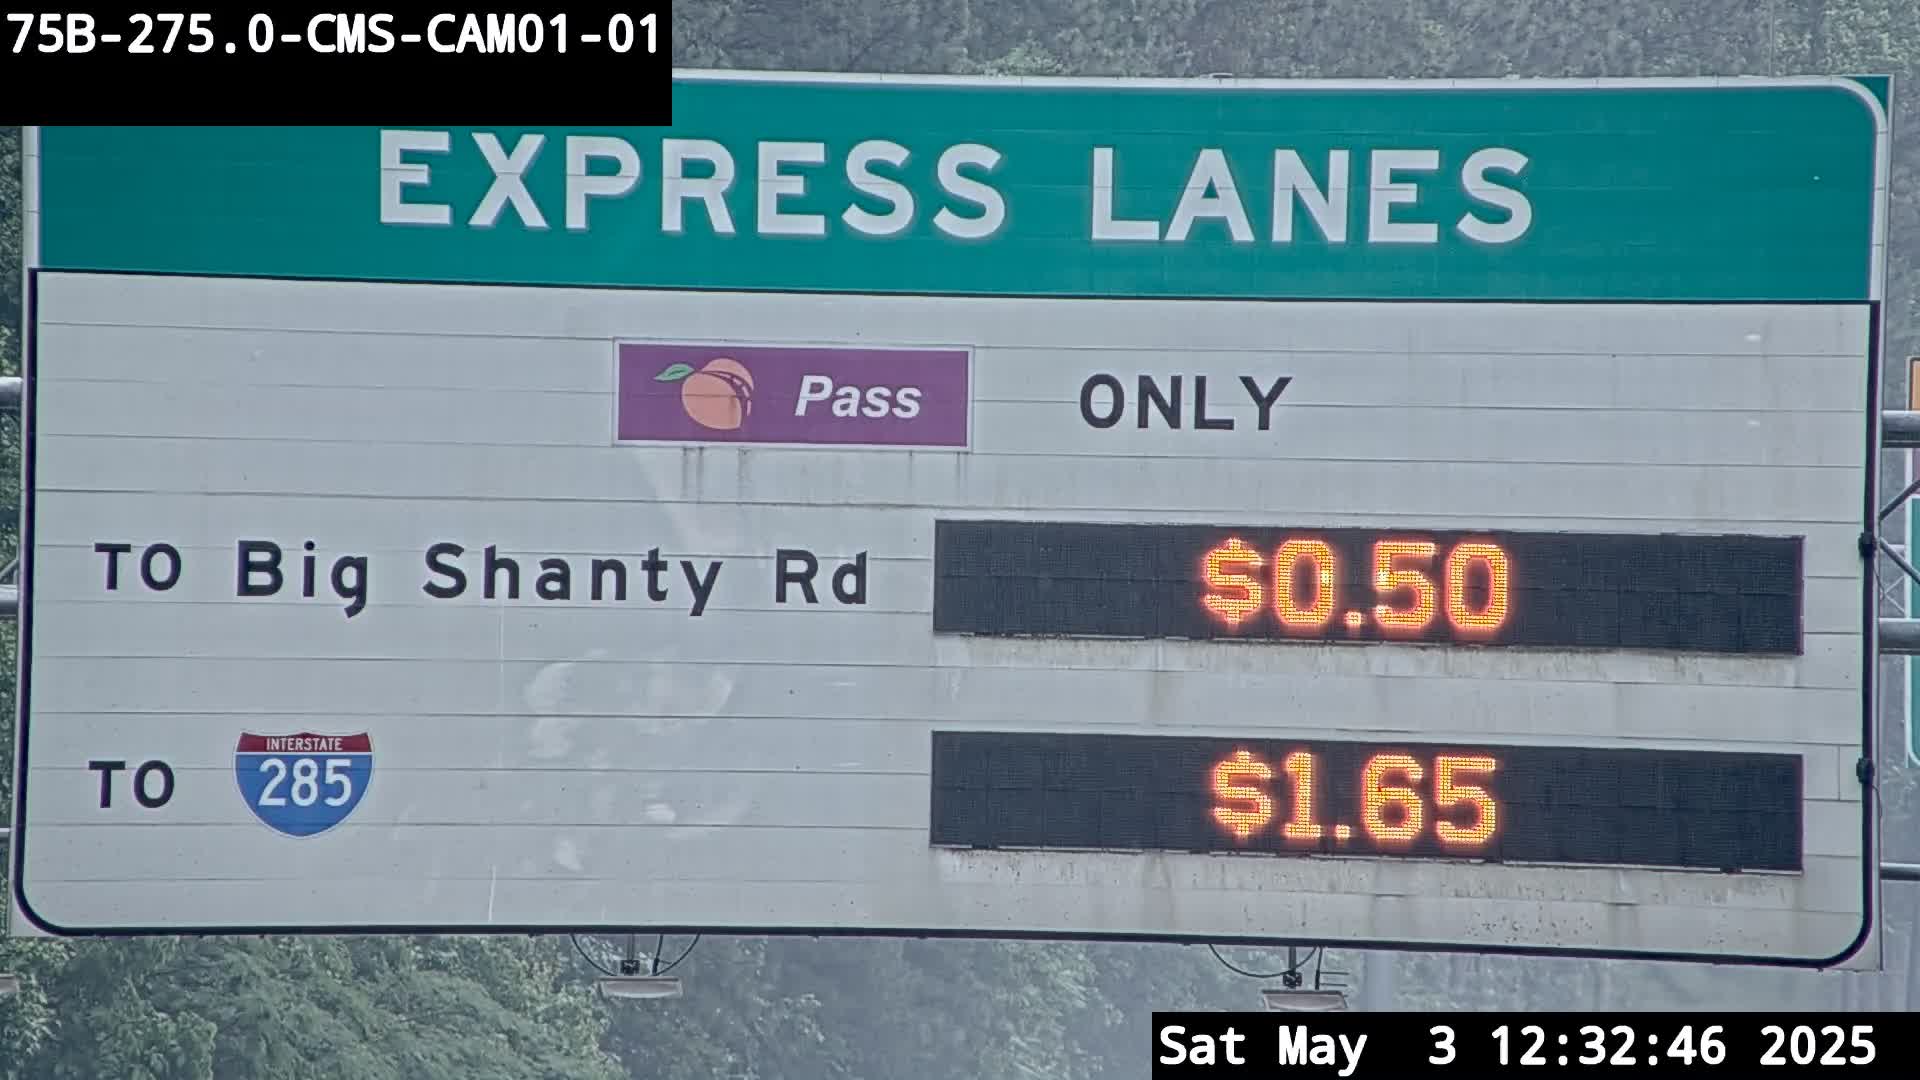 75B-275.0-CMS-CAM01-01
EXPRESS LANES
Pass ONLY
TO Big Shanty Rd $0.50
INTERSTATE
TO 285 $1.65
Sat May 3 12:32:46 2025